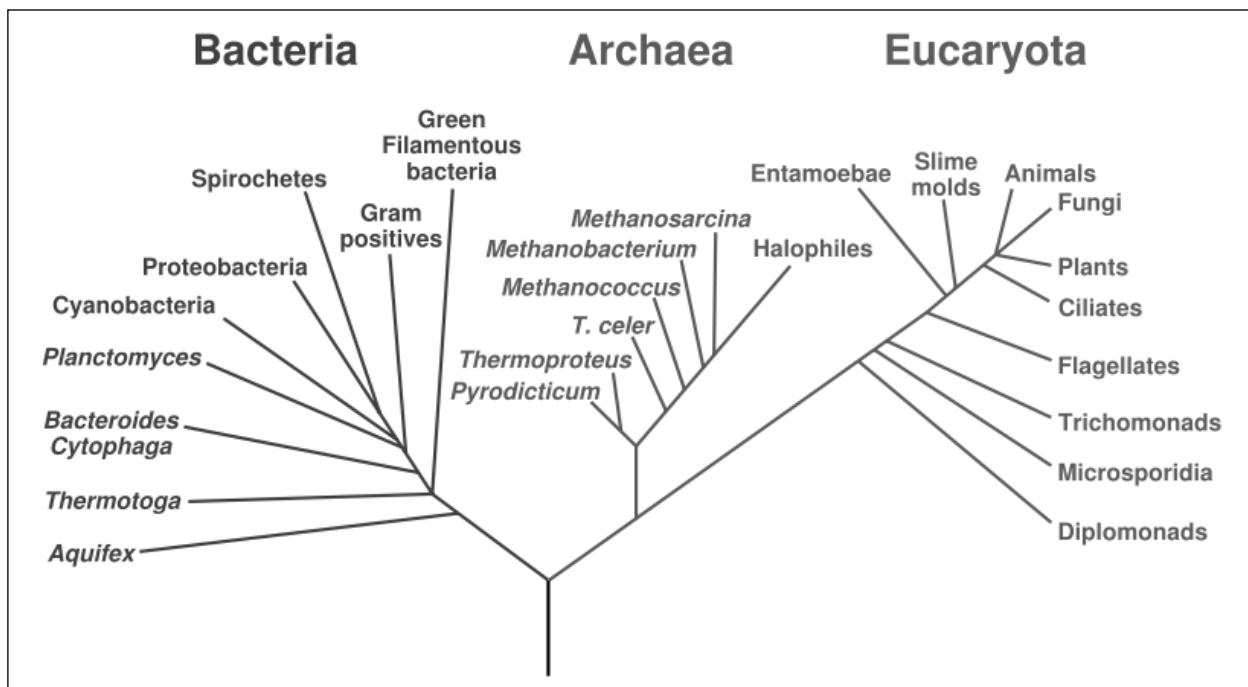 Bacteria
Archaea
Eucaryota
Green
Filamentous
bacteria
Spirochetes
Gram
positives
Proteobacteria
Cyanobacteria
Planctomyces
Bacteroides
Cytophaga
Thermotoga
Aquifex
Methanosarcina
Methanobacterium
Halophiles
Methanococcus
T. celer
Thermoproteus
Pyrodicticum
Entamoebae
Slime
molds
Animals
Fungi
Plants
Ciliates
Flagellates
Trichomonads
Microsporidia
Diplomonads